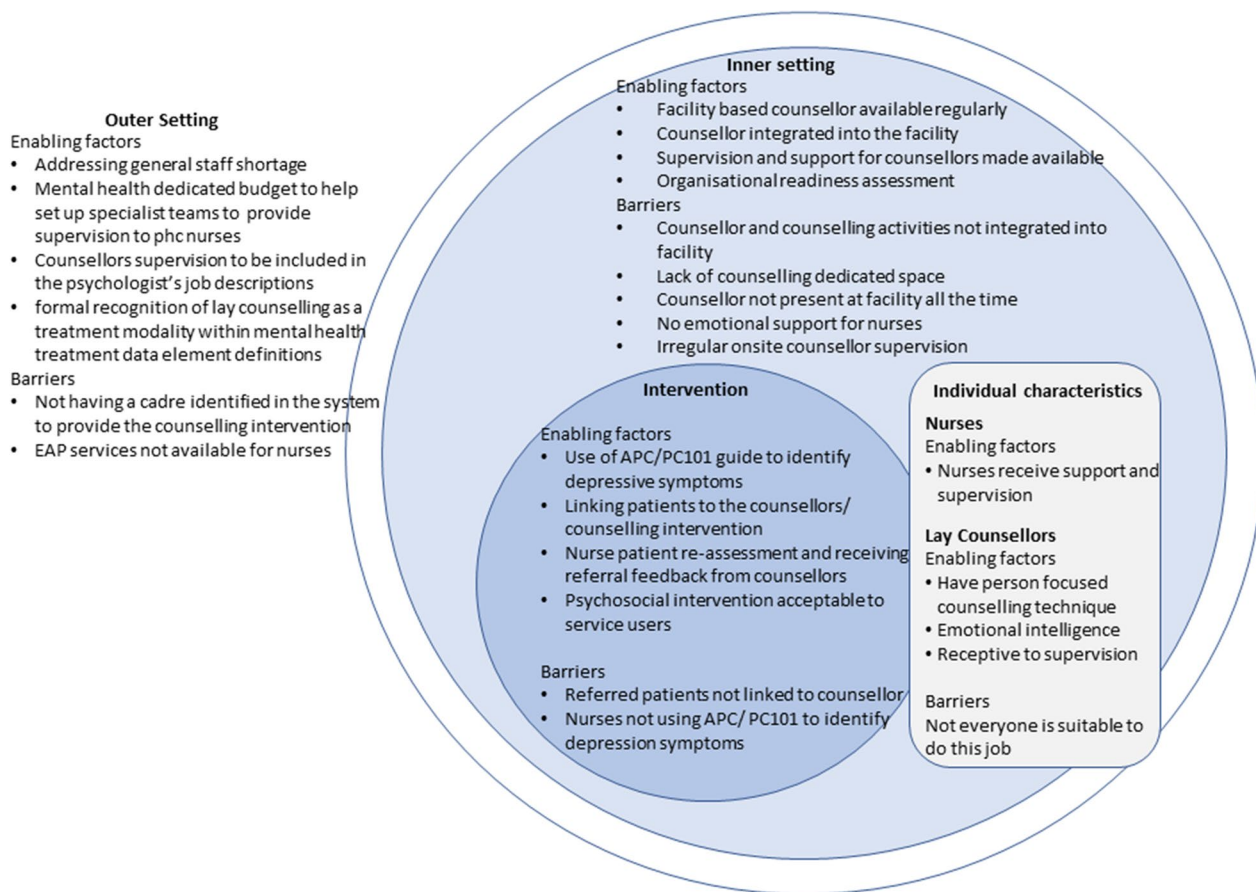 Outer Setting
Enabling factors
• Addressing general staff shortage
• Mental health dedicated budget to help
set up specialist teams to provide
supervision to phc nurses
• Counsellors supervision to be included in
the psychologist’s job descriptions
• formal recognition of lay counselling as a
treatment modality within mental health
treatment data element definitions
Barriers
• Not having a cadre identified in the system
to provide the counselling intervention
• EAP services not available for nurses
Inner setting
Enabling factors
• Facility based counsellor available regularly
• Counsellor integrated into the facility
• Supervision and support for counsellors made available
• Organisational readiness assessment
Barriers
• Counsellor and counselling activities not integrated into
facility
• Lack of counselling dedicated space
• Counsellor not present at facility all the time
• No emotional support for nurses
• Irregular onsite counsellor supervision
Intervention
Enabling factors
• Use of APC/PC101 guide to identify
depressive symptoms
• Linking patients to the counsellors/
counselling intervention
• Nurse patient re-assessment and receiving
referral feedback from counsellors
• Psychosocial intervention acceptable to
service users
Barriers
• Referred patients not linked to counsellor
• Nurses not using APC/ PC101 to identify
depression symptoms
Individual characteristics
Nurses
Enabling factors
• Nurses receive support and
supervision
Lay Counsellors
Enabling factors
• Have person focused
counselling technique
• Emotional intelligence
• Receptive to supervision
Barriers
Not everyone is suitable to
do this job